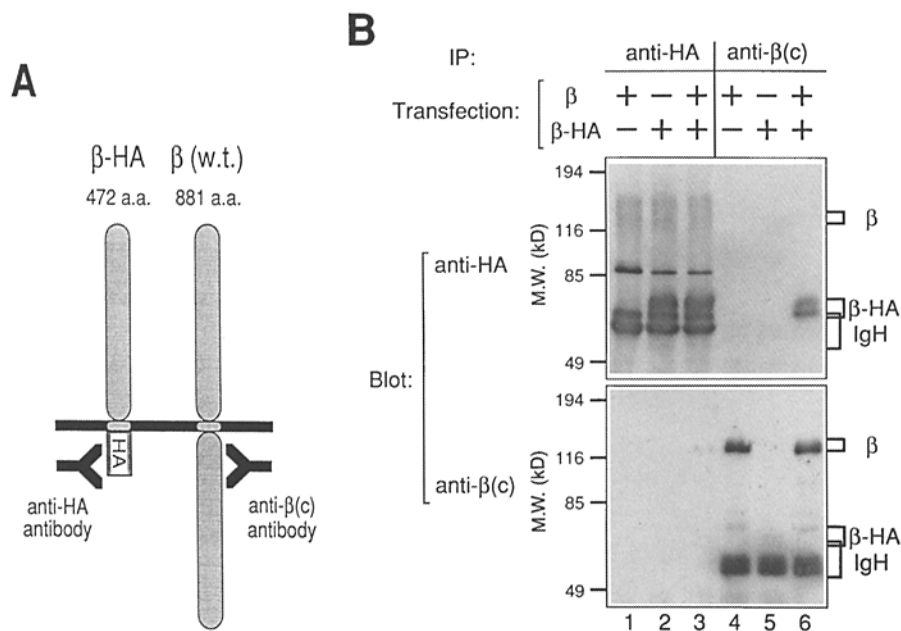 A
β-HA β (w.t.)
472 a.a. 881 a.a.
HA
anti-HA antibody
anti-β(c) antibody
B
IP: anti-HA anti-β(c)
Transfection:
β + − + + − +
β-HA − + + − + +
Blot:
anti-HA
M.W. (kD)
194
116
85
49
β
β-HA
IgH
anti-β(c)
M.W. (kD)
194
116
85
49
β
β-HA
IgH
1 2 3 4 5 6